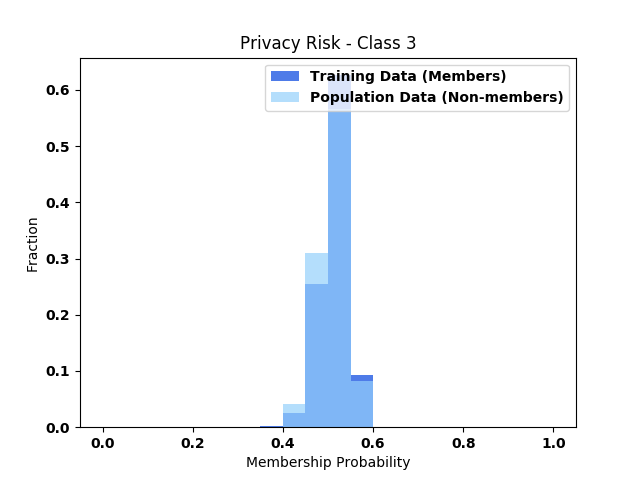 Privacy Risk - Class 3
Training Data (Members)
Population Data (Non-members)
0.6
0.5
0.4
0.3
0.2
0.1
0.0
Fraction
0.0 0.2 0.4 0.6 0.8 1.0
Membership Probability